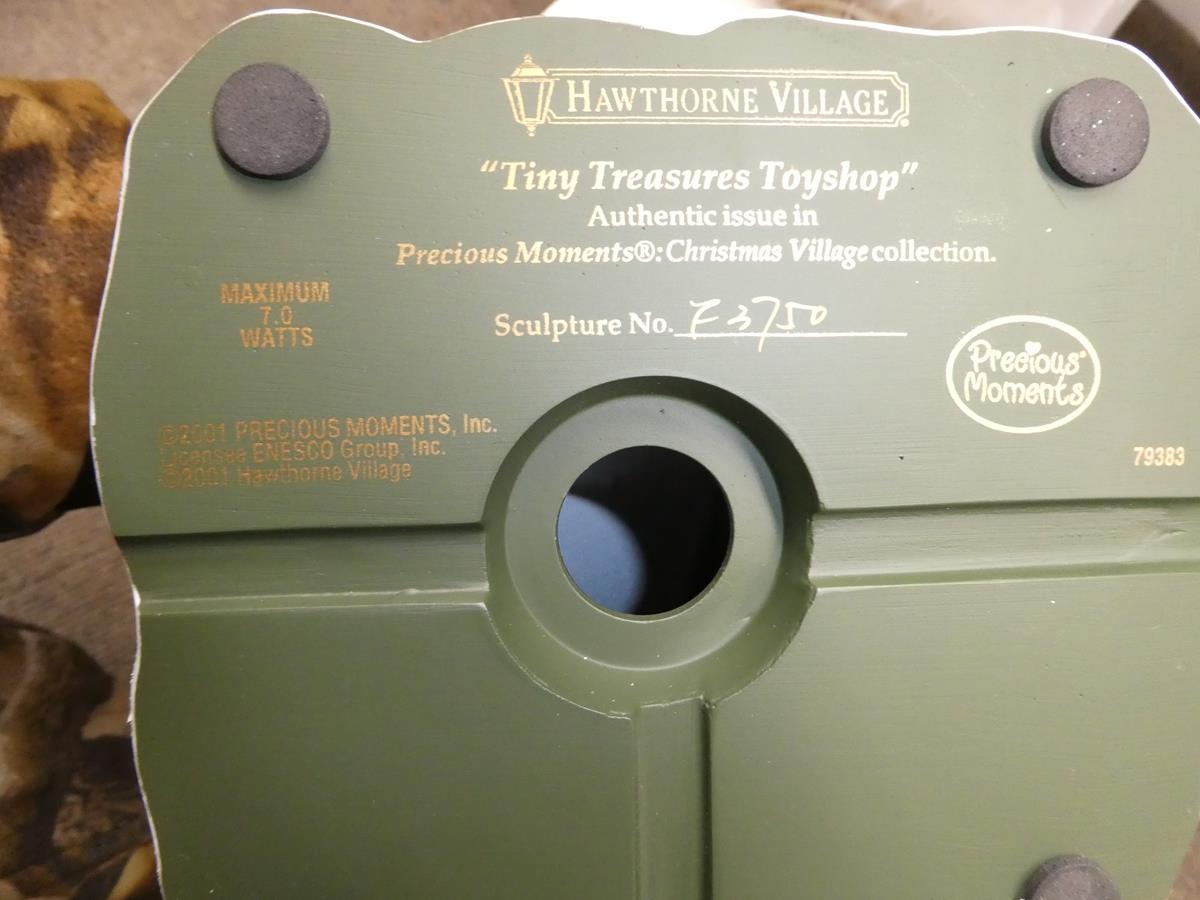 HAWTHORNE VILLAGE
"Tiny Treasures Toyshop"
Authentic issue in
Precious Moments®: Christmas Village collection.
MAXIMUM
7.0
WATTS
Sculpture No. F3750
Precious
Moments
©2001 PRECIOUS MOMENTS, Inc.
Licensee ENESCO Group, Inc.
©2001 Hawthorne Village
79383